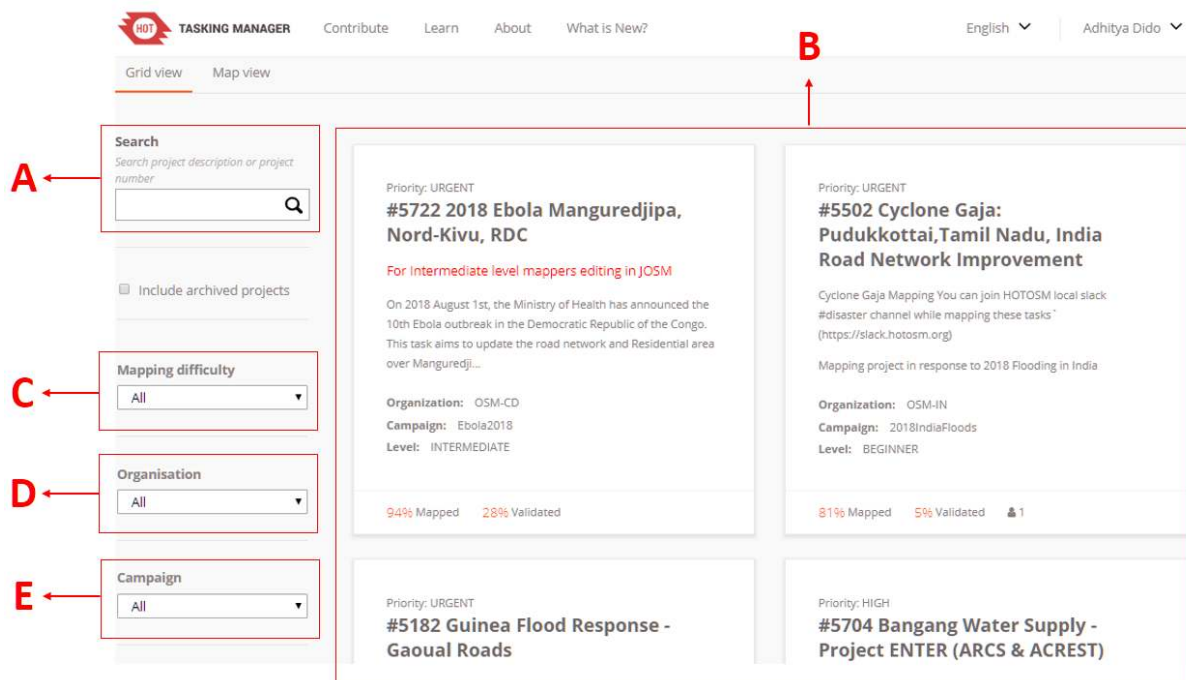 HOT TASKING MANAGER Contribute Learn About What is New? English Adhitya Dido
B
Grid view Map view
A
Search
Search project description or project
number
Include archived projects
C
Mapping difficulty
All
D
Organisation
All
E
Campaign
All
Priority: URGENT
#5722 2018 Ebola Manguredjipa,
Nord-Kivu, RDC
For Intermediate level mappers editing in JOSM
On 2018 August 1st, the Ministry of Health has announced the
10th Ebola outbreak in the Democratic Republic of the Congo.
This task aims to update the road network and Residential area
over Manguredji...
Organization: OSM-CD
Campaign: Ebola2018
Level: INTERMEDIATE
94% Mapped 28% Validated
Priority: URGENT
#5502 Cyclone Gaja:
Pudukkottai,Tamil Nadu, India
Road Network Improvement
Cyclone Gaja Mapping You can join HOTOSM local slack
#disaster channel while mapping these tasks`
(https://slack.hotosm.org)
Mapping project in response to 2018 Flooding in India
Organization: OSM-IN
Campaign: 2018IndiaFloods
Level: BEGINNER
81% Mapped 5% Validated 1
Priority: URGENT
#5182 Guinea Flood Response -
Gaoual Roads
Priority: HIGH
#5704 Bangang Water Supply -
Project ENTER (ARCS & ACREST)